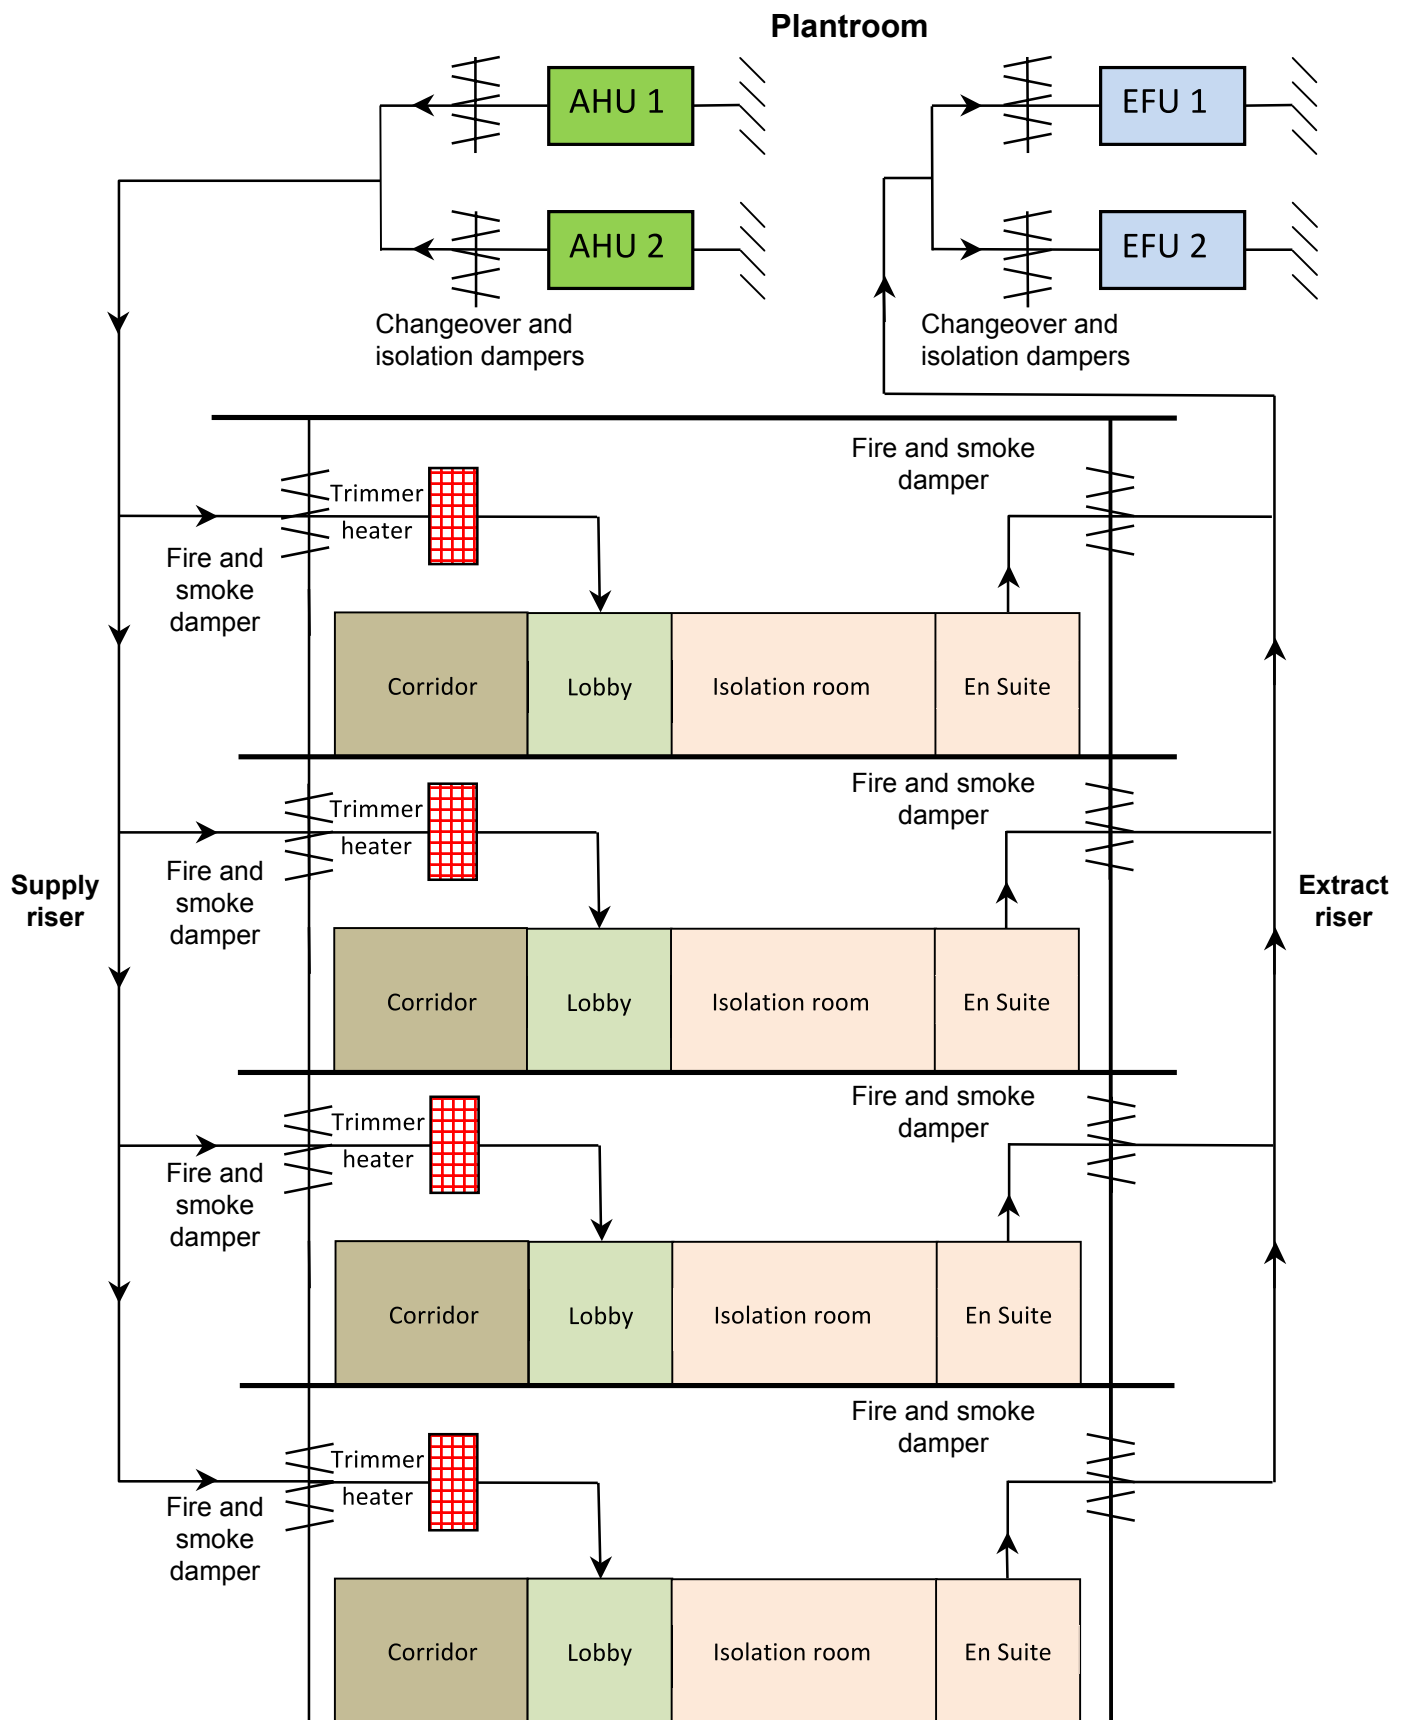 Plantroom
AHU 1
EFU 1
AHU 2
EFU 2
Changeover and
isolation dampers
Changeover and
isolation dampers
Fire and smoke
damper
Trimmer
heater
Fire and
smoke
damper
Corridor
Lobby
Isolation room
En Suite
Fire and smoke
damper
Trimmer
heater
Fire and
smoke
damper
Supply
riser
Extract
riser
Corridor
Lobby
Isolation room
En Suite
Fire and smoke
damper
Trimmer
heater
Fire and
smoke
damper
Corridor
Lobby
Isolation room
En Suite
Fire and smoke
damper
Trimmer
heater
Fire and
smoke
damper
Corridor
Lobby
Isolation room
En Suite